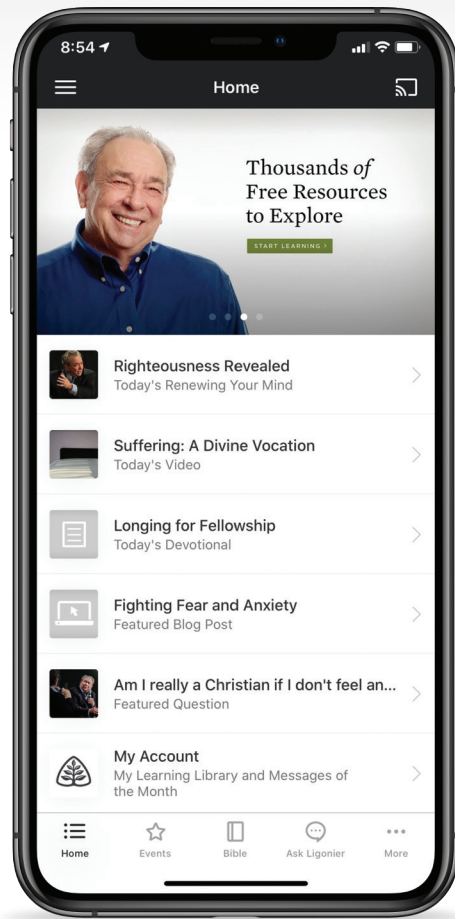 8:54
Home
Thousands of
Free Resources
to Explore
START LEARNING >
Righteousness Revealed
Today's Renewing Your Mind
Suffering: A Divine Vocation
Today's Video
Longing for Fellowship
Today's Devotional
Fighting Fear and Anxiety
Featured Blog Post
Am I really a Christian if I don't feel an...
Featured Question
My Account
My Learning Library and Messages of
the Month
Home
Events
Bible
Ask Ligonier
More